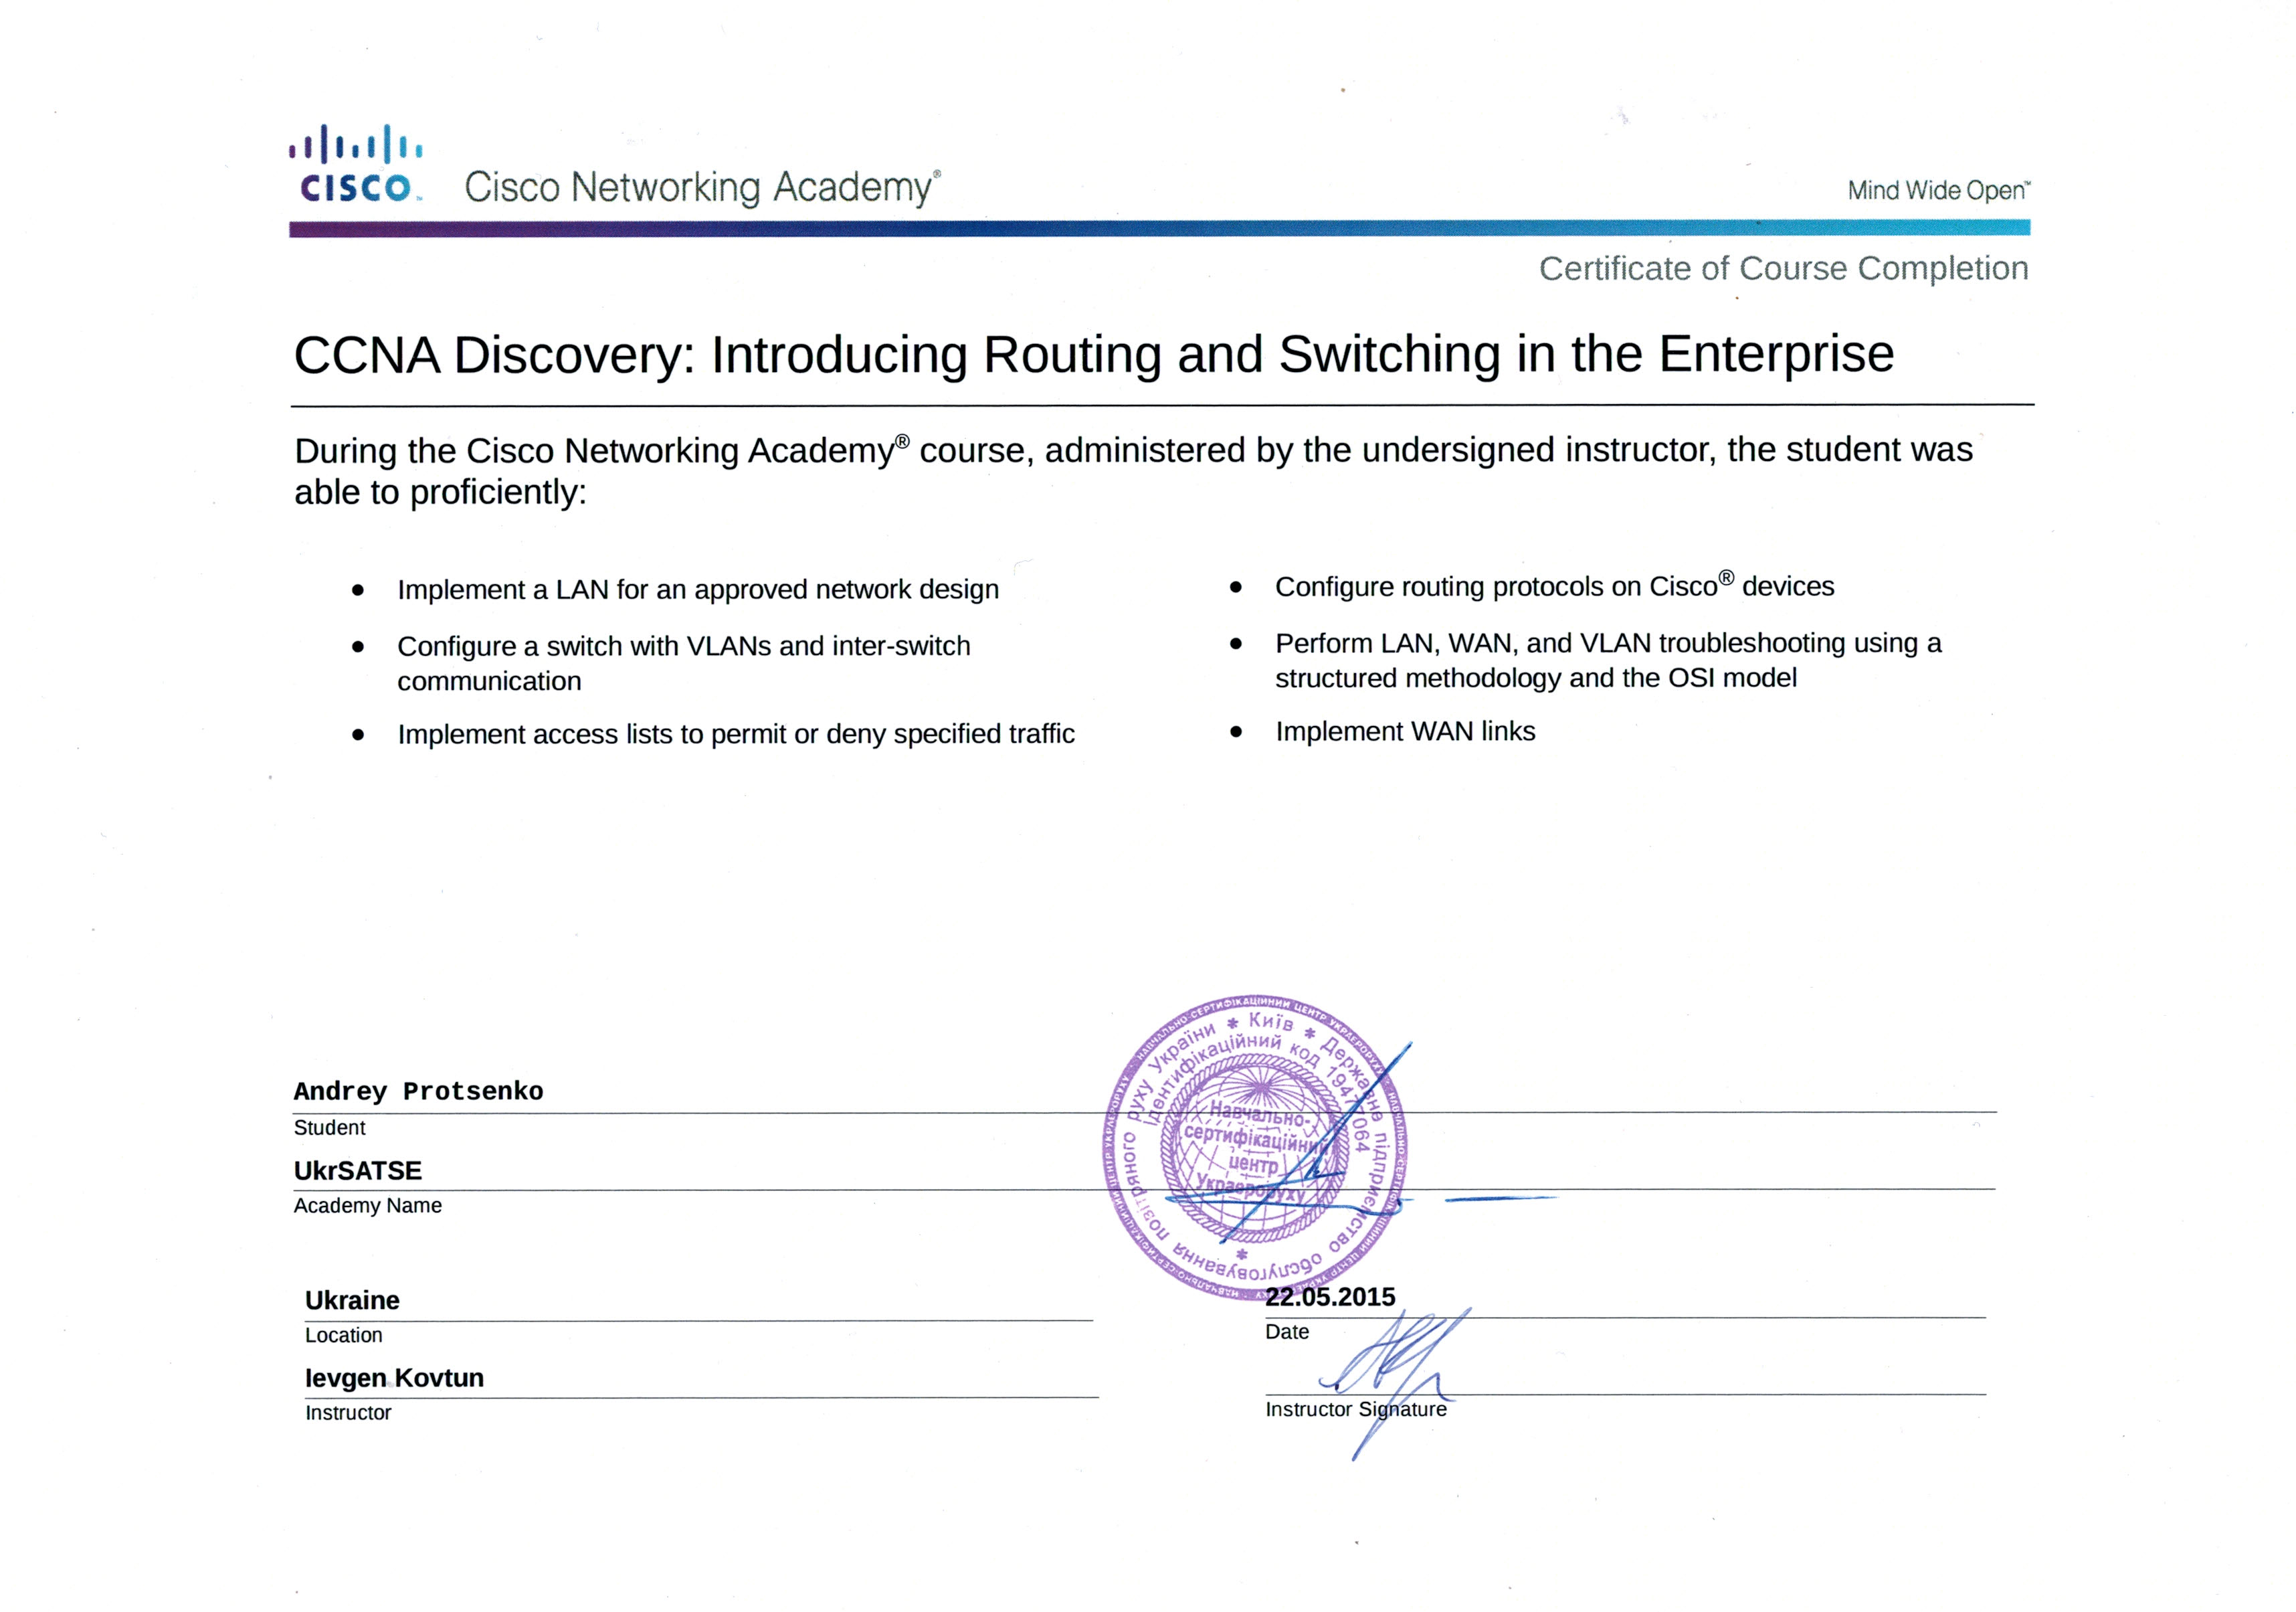 CISCO™ Cisco Networking Academy®
Mind Wide Open™
Certificate of Course Completion
CCNA Discovery: Introducing Routing and Switching in the Enterprise
During the Cisco Networking Academy® course, administered by the undersigned instructor, the student was
able to proficiently:
• Implement a LAN for an approved network design
• Configure a switch with VLANs and inter-switch
communication
• Implement access lists to permit or deny specified traffic
• Configure routing protocols on Cisco® devices
• Perform LAN, WAN, and VLAN troubleshooting using a
structured methodology and the OSI model
• Implement WAN links
Andrey Protsenko
Student
UkrSATSE
Academy Name
Державне підприємство обслуговування повітряного руху України * Київ *
Ідентифікаційний код 19477064
Навчально-
сертифікаційний
центр
Украероруху
Ukraine
Location
22.05.2015
Date
Ievgen Kovtun
Instructor
Instructor Signature